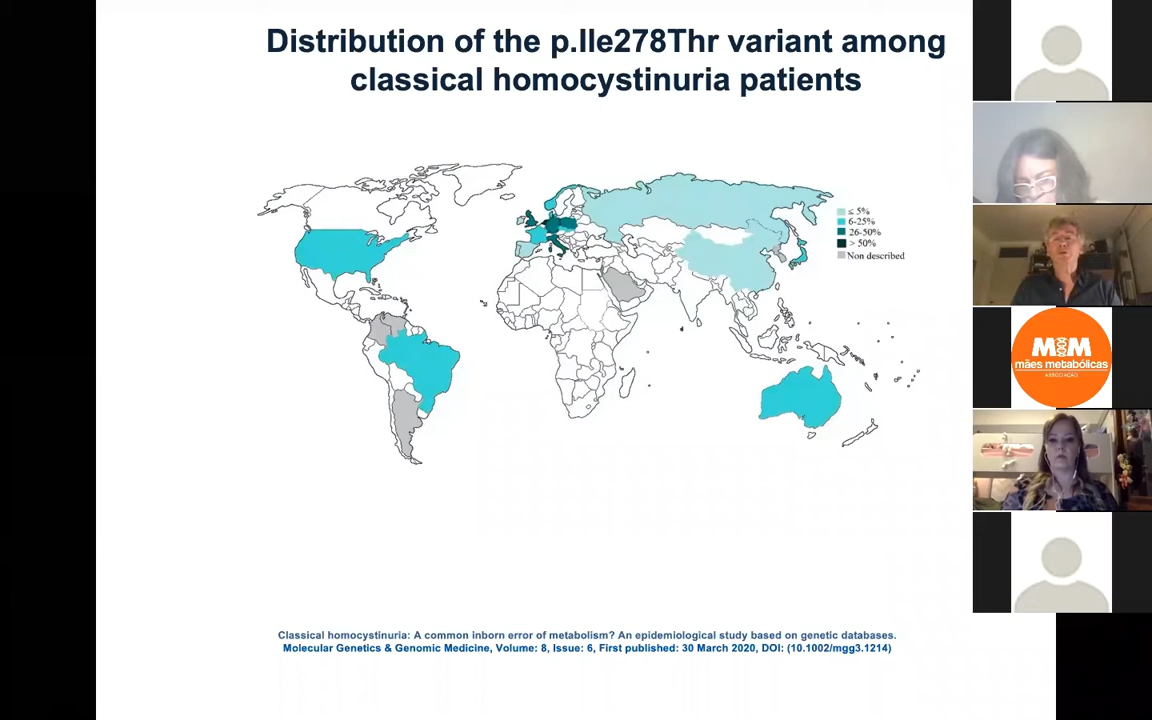 Distribution of the p.Ile278Thr variant among
classical homocystinuria patients
≤ 5%
6-25%
26-50%
> 50%
Non described
MM
mães metabólicas
ASSOCIAÇÃO
Classical homocystinuria: A common inborn error of metabolism? An epidemiological study based on genetic databases.
Molecular Genetics & Genomic Medicine, Volume: 8, Issue: 6, First published: 30 March 2020, DOI: (10.1002/mgg3.1214)